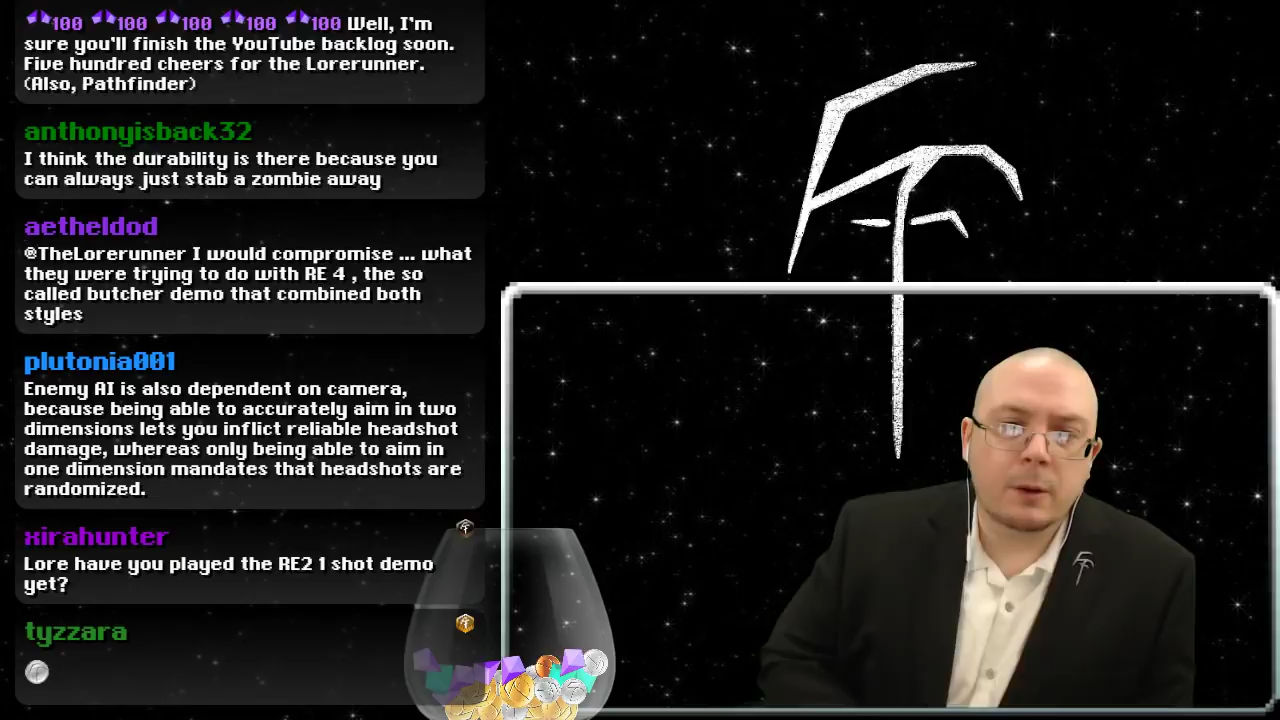 100 100 100 100 100 Well, I'm
sure you'll finish the YouTube backlog soon.
Five hundred cheers for the Lorerunner.
(Also, Pathfinder)
anthonyisback32
I think the durability is there because you
can always just stab a zombie away
aetheldod
@TheLorerunner I would compromise ... what
they were trying to do with RE 4 , the so
called butcher demo that combined both
styles
plutonia001
Enemy AI is also dependent on camera,
because being able to accurately aim in two
dimensions lets you inflict reliable headshot
damage, whereas only being able to aim in
one dimension mandates that headshots are
randomized.
xirahunter
Lore have you played the RE2 1 shot demo
yet?
tyzzara